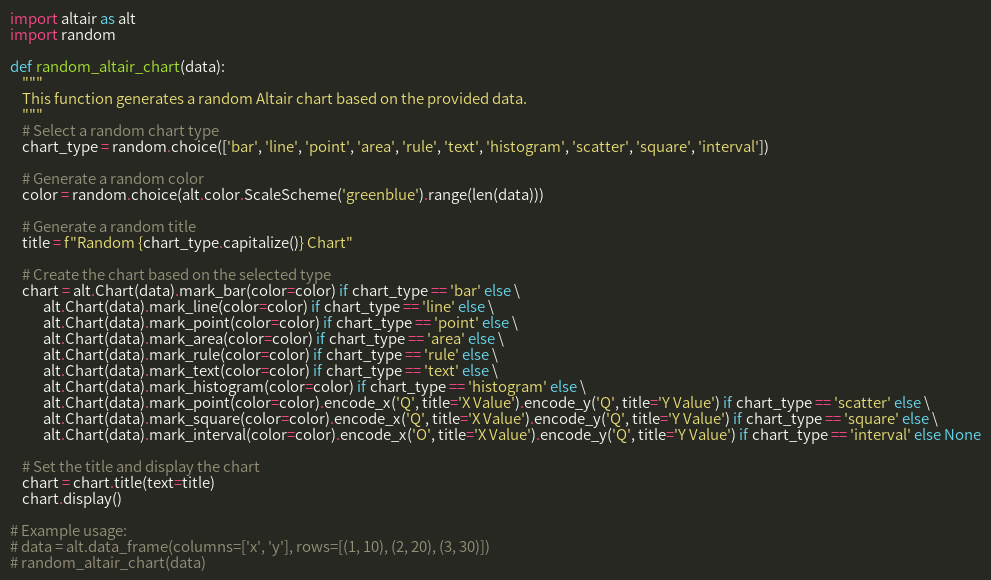 import altair as alt
import random
def random_altair_chart(data):
"""
This function generates a random Altair chart based on the provided data.
"""
# Select a random chart type
chart_type = random.choice(['bar', 'line', 'point', 'area', 'rule', 'text', 'histogram', 'scatter', 'square', 'interval'])
# Generate a random color
color = random.choice(alt.color.ScaleScheme('greenblue').range(len(data)))
# Generate a random title
title = f"Random {chart_type.capitalize()} Chart"
# Create the chart based on the selected type
chart = alt.Chart(data).mark_bar(color=color) if chart_type == 'bar' else \
alt.Chart(data).mark_line(color=color) if chart_type == 'line' else \
alt.Chart(data).mark_point(color=color) if chart_type == 'point' else \
alt.Chart(data).mark_area(color=color) if chart_type == 'area' else \
alt.Chart(data).mark_rule(color=color) if chart_type == 'rule' else \
alt.Chart(data).mark_text(color=color) if chart_type == 'text' else \
alt.Chart(data).mark_histogram(color=color) if chart_type == 'histogram' else \
alt.Chart(data).mark_point(color=color).encode_x('Q', title='X Value').encode_y('Q', title='Y Value') if chart_type == 'scatter' else \
alt.Chart(data).mark_square(color=color).encode_x('Q', title='X Value').encode_y('Q', title='Y Value') if chart_type == 'square' else \
alt.Chart(data).mark_interval(color=color).encode_x('O', title='X Value').encode_y('Q', title='Y Value') if chart_type == 'interval' else None
# Set the title and display the chart
chart = chart.title(text=title)
chart.display()
# Example usage:
# data = alt.data_frame(columns=['x', 'y'], rows=[(1, 10), (2, 20), (3, 30)])
# random_altair_chart(data)